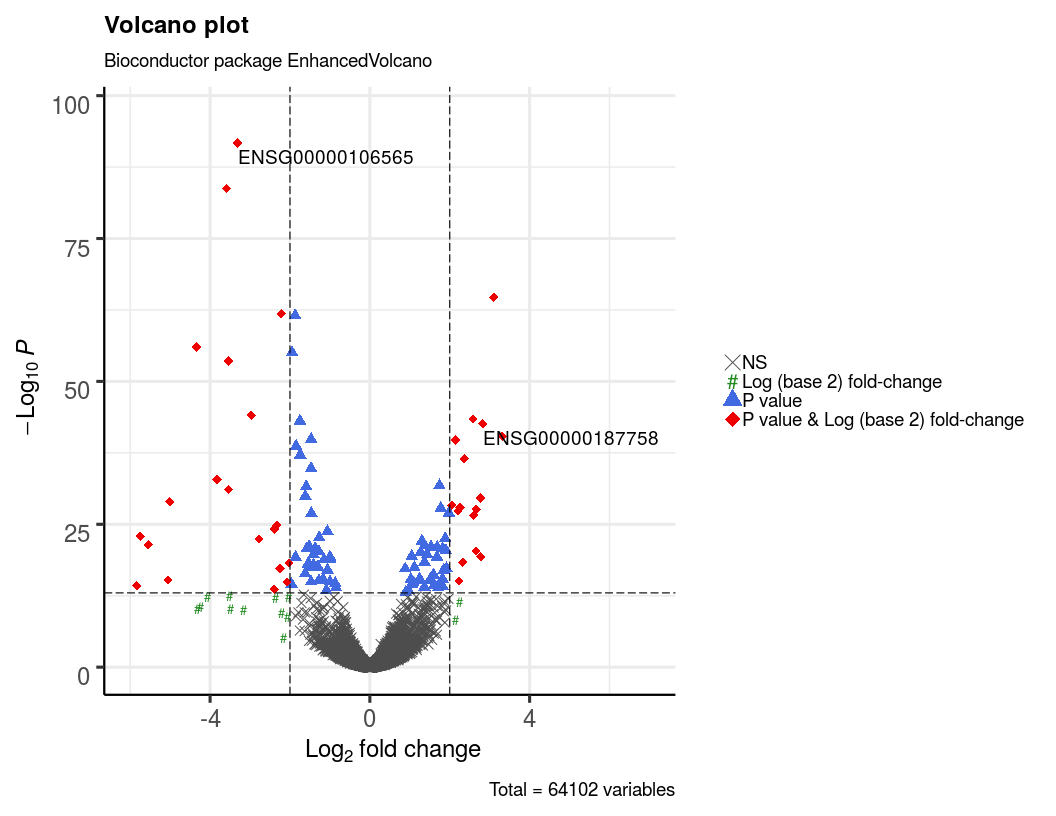 Volcano plot
Bioconductor package EnhancedVolcano
100
75
50
25
0
−Log10 P
ENSG00000106565
ENSG00000187758
NS
# Log (base 2) fold-change
P value
P value & Log (base 2) fold-change
-4 0 4
Log2 fold change
Total = 64102 variables